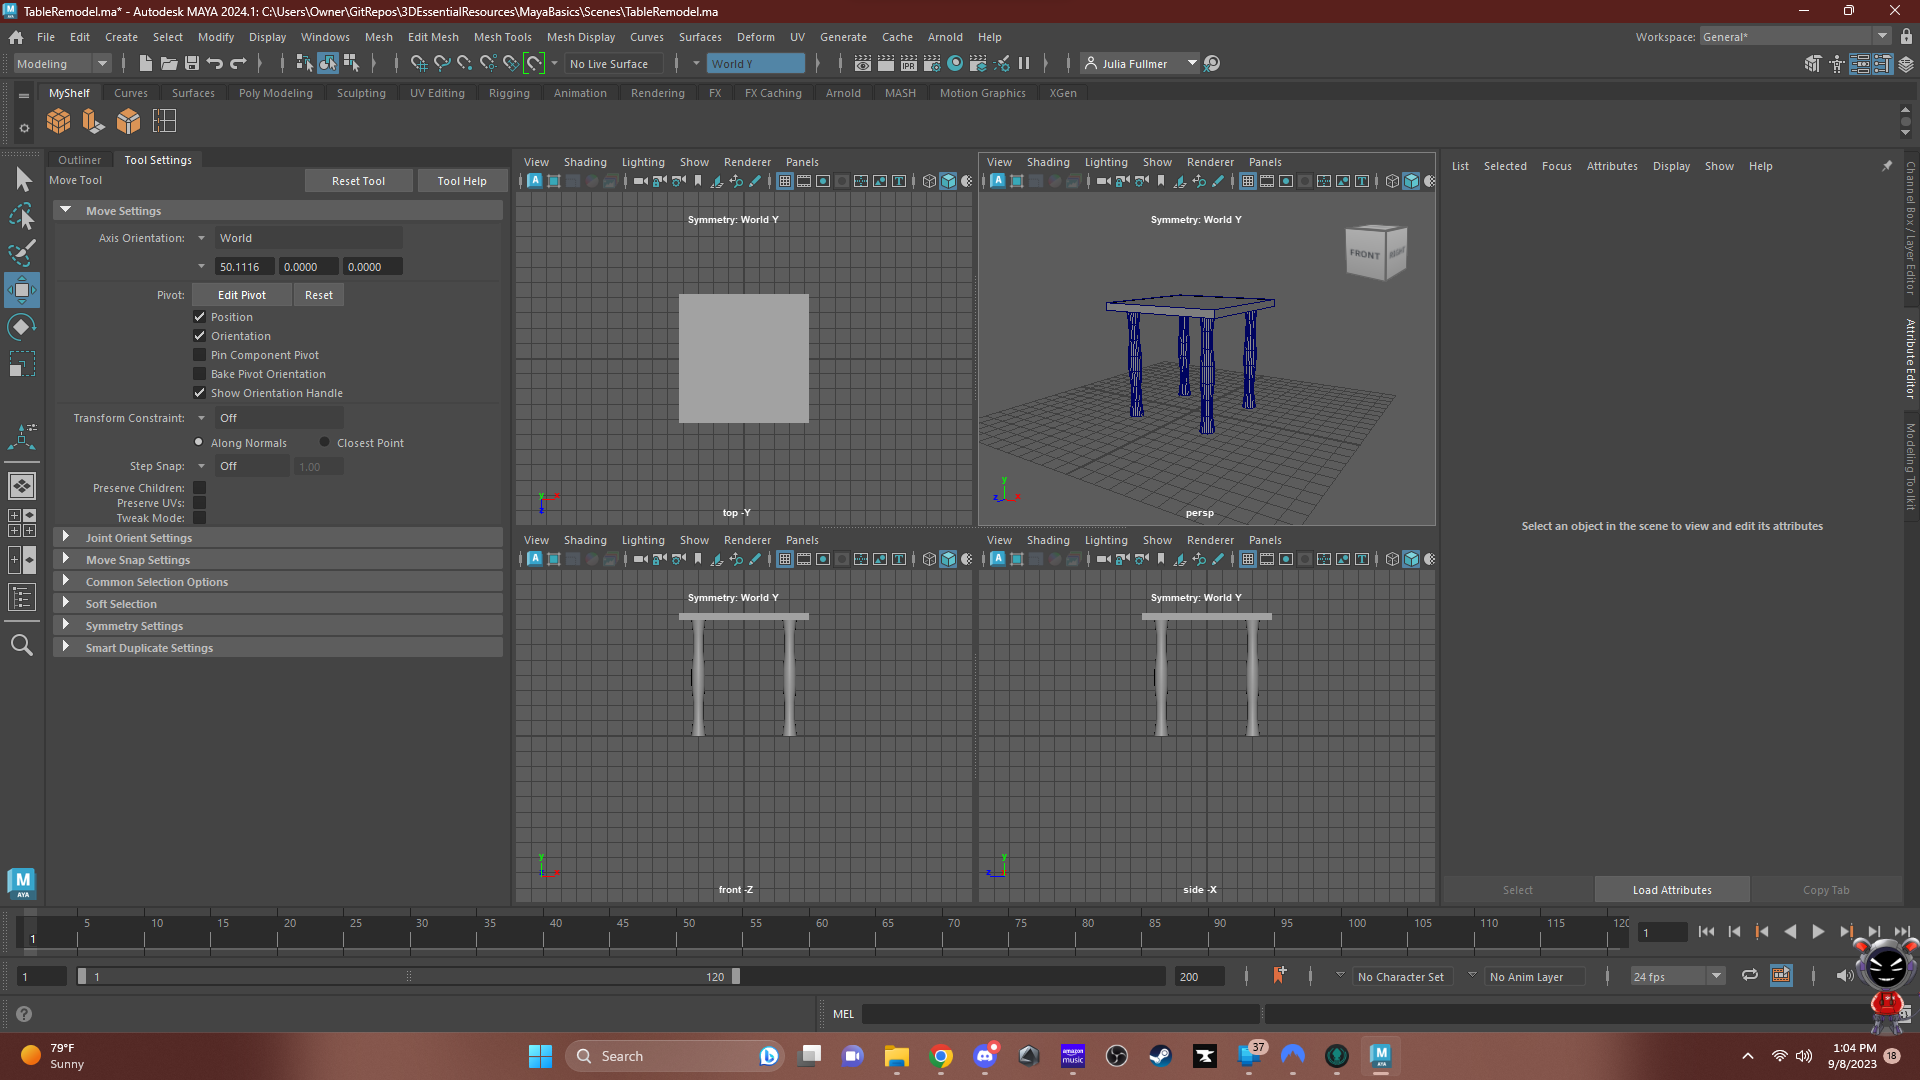 TableRemodel.ma* - Autodesk MAYA 2024.1: C:\Users\Owner\GitRepos\3DEssentialResources\MayaBasics\Scenes\TableRemodel.ma
File Edit Create Select Modify Display Windows Mesh Edit Mesh Mesh Tools Mesh Display Curves Surfaces Deform UV Generate Cache Arnold Help
Workspace: General*
Modeling
No Live Surface
World Y
IPR
Julia Fullmer
MyShelf Curves Surfaces Poly Modeling Sculpting UV Editing Rigging Animation Rendering FX FX Caching Arnold MASH Motion Graphics XGen
Outliner Tool Settings
Move Tool
Reset Tool
Tool Help
Move Settings
Axis Orientation: World
50.1116 0.0000 0.0000
Pivot: Edit Pivot Reset
Position
Orientation
Pin Component Pivot
Bake Pivot Orientation
Show Orientation Handle
Transform Constraint: Off
Along Normals Closest Point
Step Snap: Off 1.00
Preserve Children:
Preserve UVs:
Tweak Mode:
Joint Orient Settings
Move Snap Settings
Common Selection Options
Soft Selection
Symmetry Settings
Smart Duplicate Settings
M
AYA
View Shading Lighting Show Renderer Panels
Symmetry: World Y
y x
z
top -Y
View Shading Lighting Show Renderer Panels
Symmetry: World Y
FRONT RIGHT
y
z x
persp
View Shading Lighting Show Renderer Panels
Symmetry: World Y
y
z x
front -Z
View Shading Lighting Show Renderer Panels
Symmetry: World Y
y
z
side -X
List Selected Focus Attributes Display Show Help
Select an object in the scene to view and edit its attributes
Select
Load Attributes
Copy Tab
Channel Box / Layer Editor
Attribute Editor
Modeling Toolkit
5 10 15 20 25 30 35 40 45 50 55 60 65 70 75 80 85 90 95 100 105 110 115 120
1
1
1
1
120
200
No Character Set
No Anim Layer
24 fps
MEL
79°F
Sunny
Search
amazon music
37
1:04 PM
9/8/2023
18